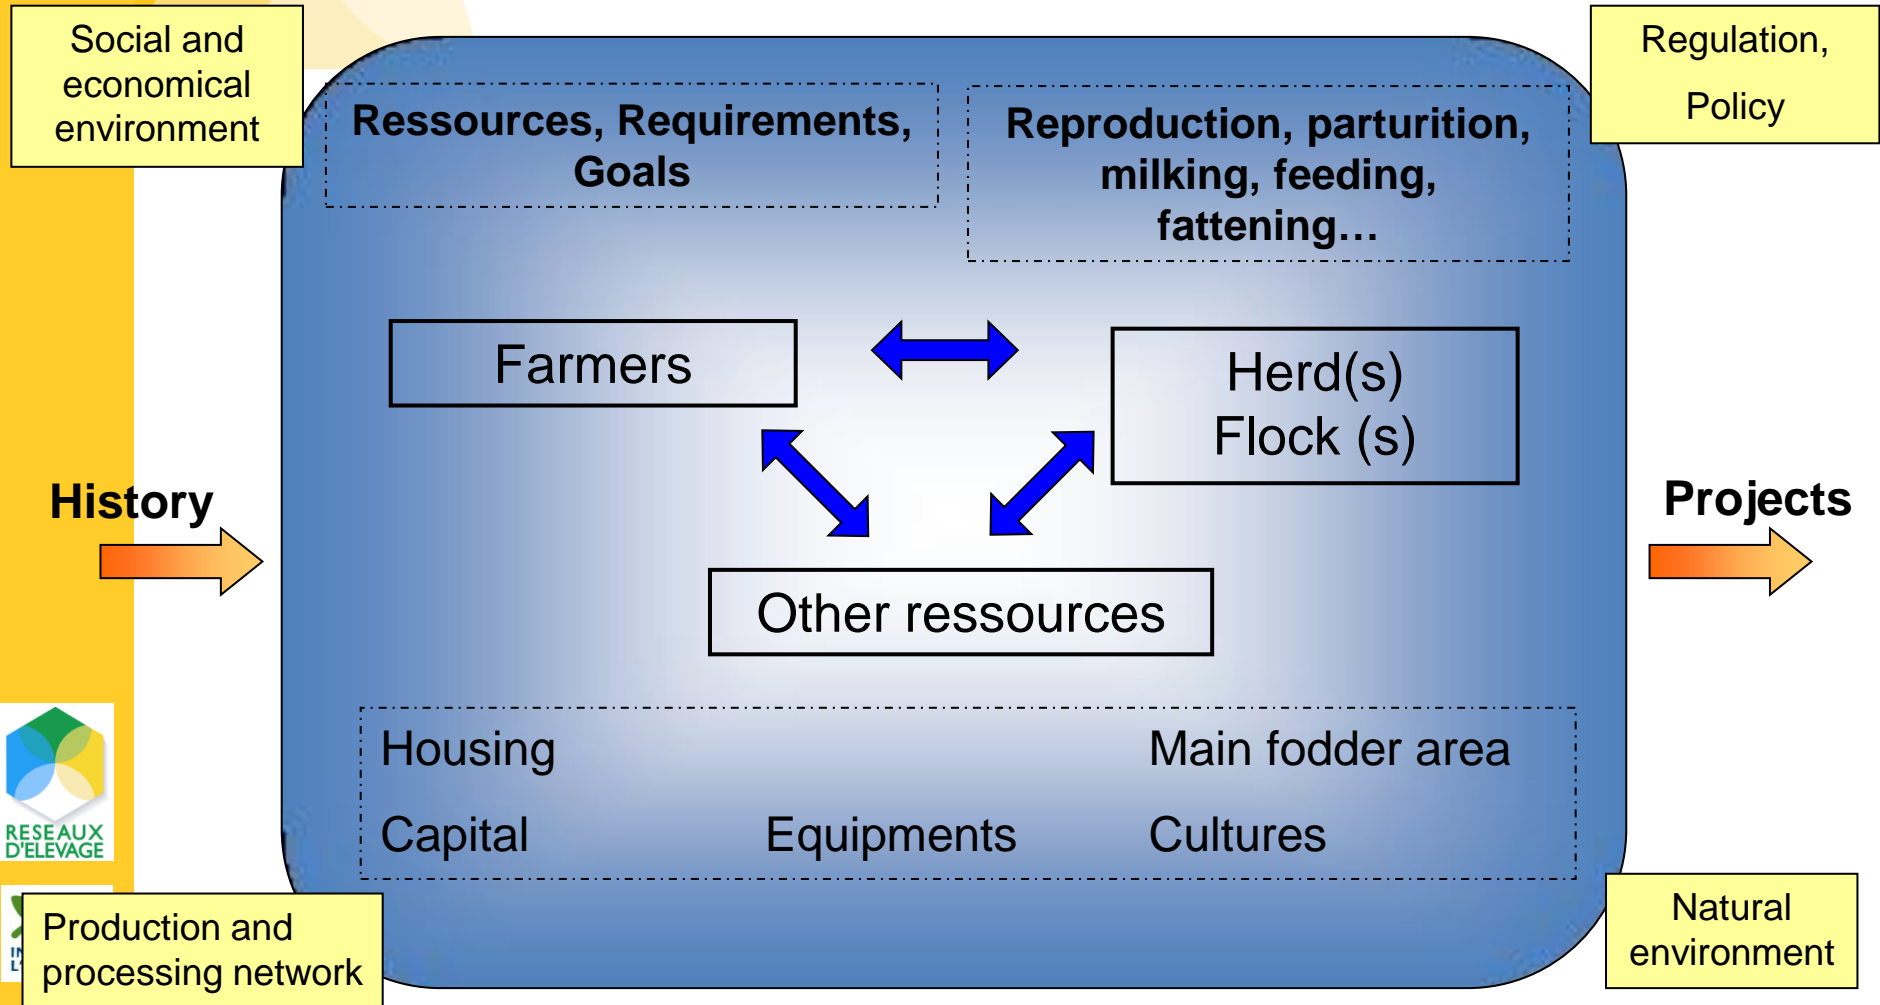 Social and
economical
environment
Regulation,
Policy
Ressources, Requirements,
Goals
Reproduction, parturition,
milking, feeding,
fattening…
Farmers
Herd(s)
Flock (s)
History
Projects
Other ressources
Housing
Main fodder area
Capital
Equipments
Cultures
RESEAUX
D'ELEVAGE
Production and
processing network
Natural
environment